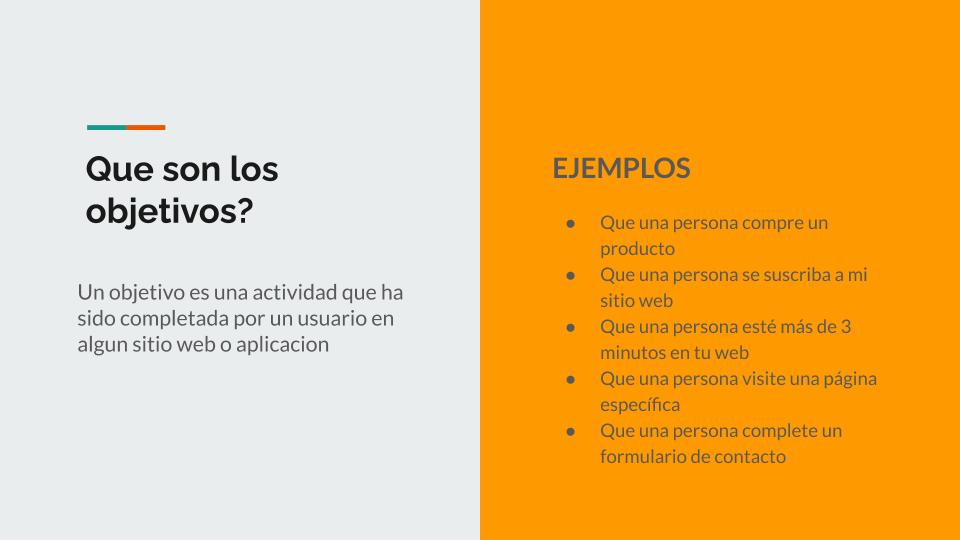 Que son los
objetivos?
Un objetivo es una actividad que ha
sido completada por un usuario en
algun sitio web o aplicacion
EJEMPLOS
● Que una persona compre un
producto
● Que una persona se suscriba a mi
sitio web
● Que una persona esté más de 3
minutos en tu web
● Que una persona visite una página
específica
● Que una persona complete un
formulario de contacto